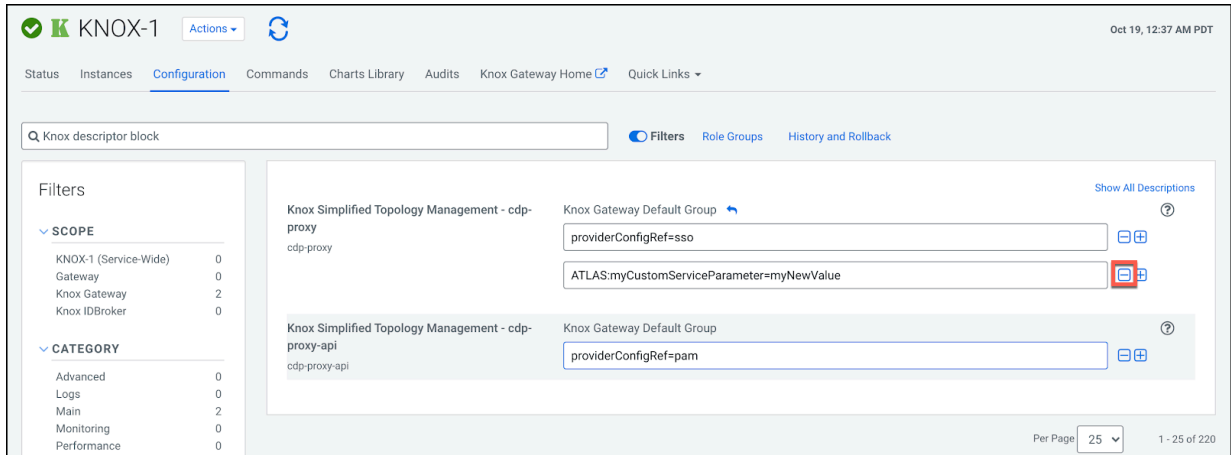 K KNOX-1 Actions Oct 19, 12:37 AM PDT
Status Instances Configuration Commands Charts Library Audits Knox Gateway Home Quick Links
Knox descriptor block Filters Role Groups History and Rollback
Filters
SCOPE
KNOX-1 (Service-Wide) 0
Gateway 0
Knox Gateway 2
Knox IDBroker 0
CATEGORY
Advanced 0
Logs 0
Main 2
Monitoring 0
Performance 0
Show All Descriptions
Knox Simplified Topology Management - cdp-
proxy
cdp-proxy
Knox Gateway Default Group
providerConfigRef=sso
ATLAS:myCustomServiceParameter=myNewValue
Knox Simplified Topology Management - cdp-
proxy-api
cdp-proxy-api
Knox Gateway Default Group
providerConfigRef=pam
Per Page 25 1 - 25 of 220